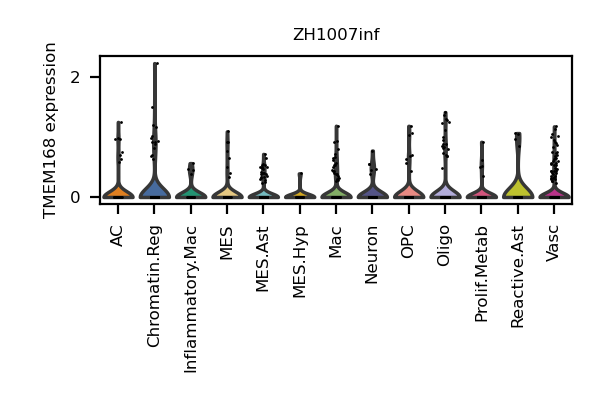 ZH1007inf
TMEM168 expression
2
0
AC
Chromatin.Reg
Inflammatory.Mac
MES
MES.Ast
MES.Hyp
Mac
Neuron
OPC
Oligo
Prolif.Metab
Reactive.Ast
Vasc